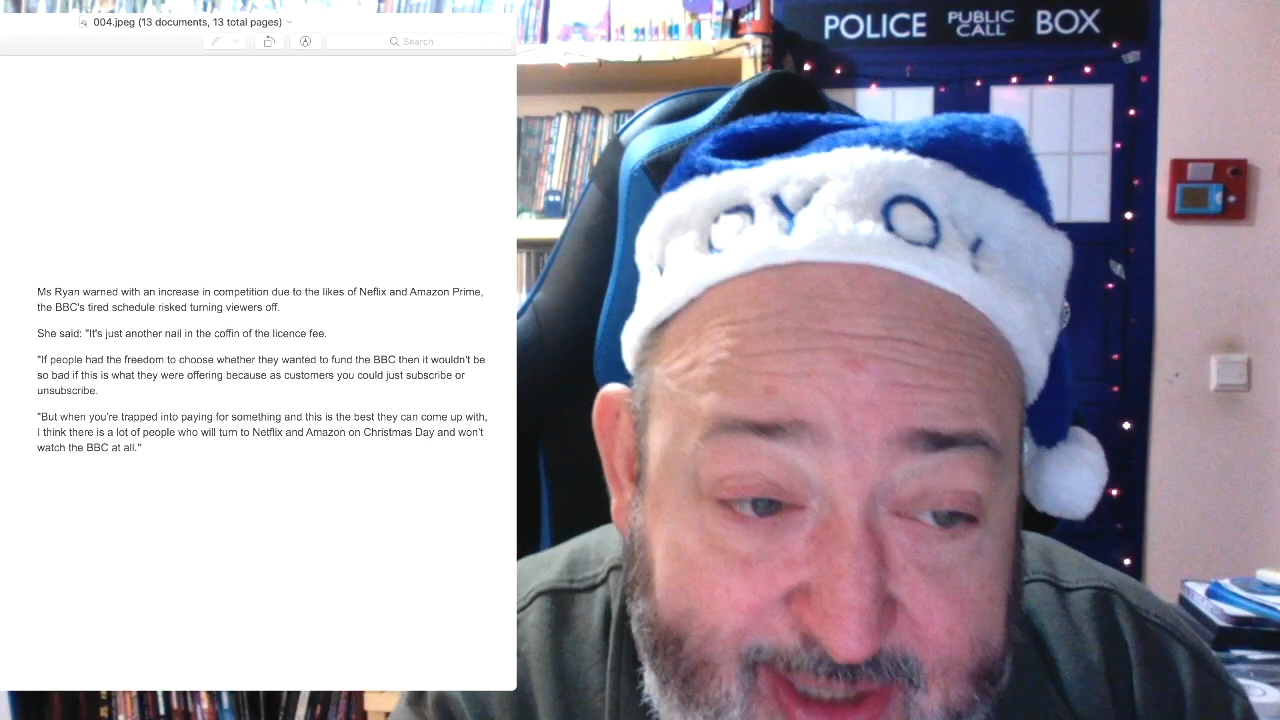 004.jpeg (13 documents, 13 total pages)
Search
POLICE PUBLIC CALL BOX
Ms Ryan warned with an increase in competition due to the likes of Neflix and Amazon Prime,
the BBC's tired schedule risked turning viewers off.
She said: "It's just another nail in the coffin of the licence fee.
"If people had the freedom to choose whether they wanted to fund the BBC then it wouldn't be
so bad if this is what they were offering because as customers you could just subscribe or
unsubscribe.
"But when you're trapped into paying for something and this is the best they can come up with,
I think there is a lot of people who will turn to Netflix and Amazon on Christmas Day and won't
watch the BBC at all."